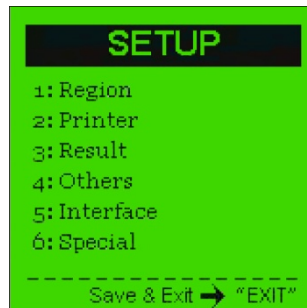 SETUP
1: Region
2: Printer
3: Result
4: Others
5: Interface
6: Special
Save & Exit → “EXIT”